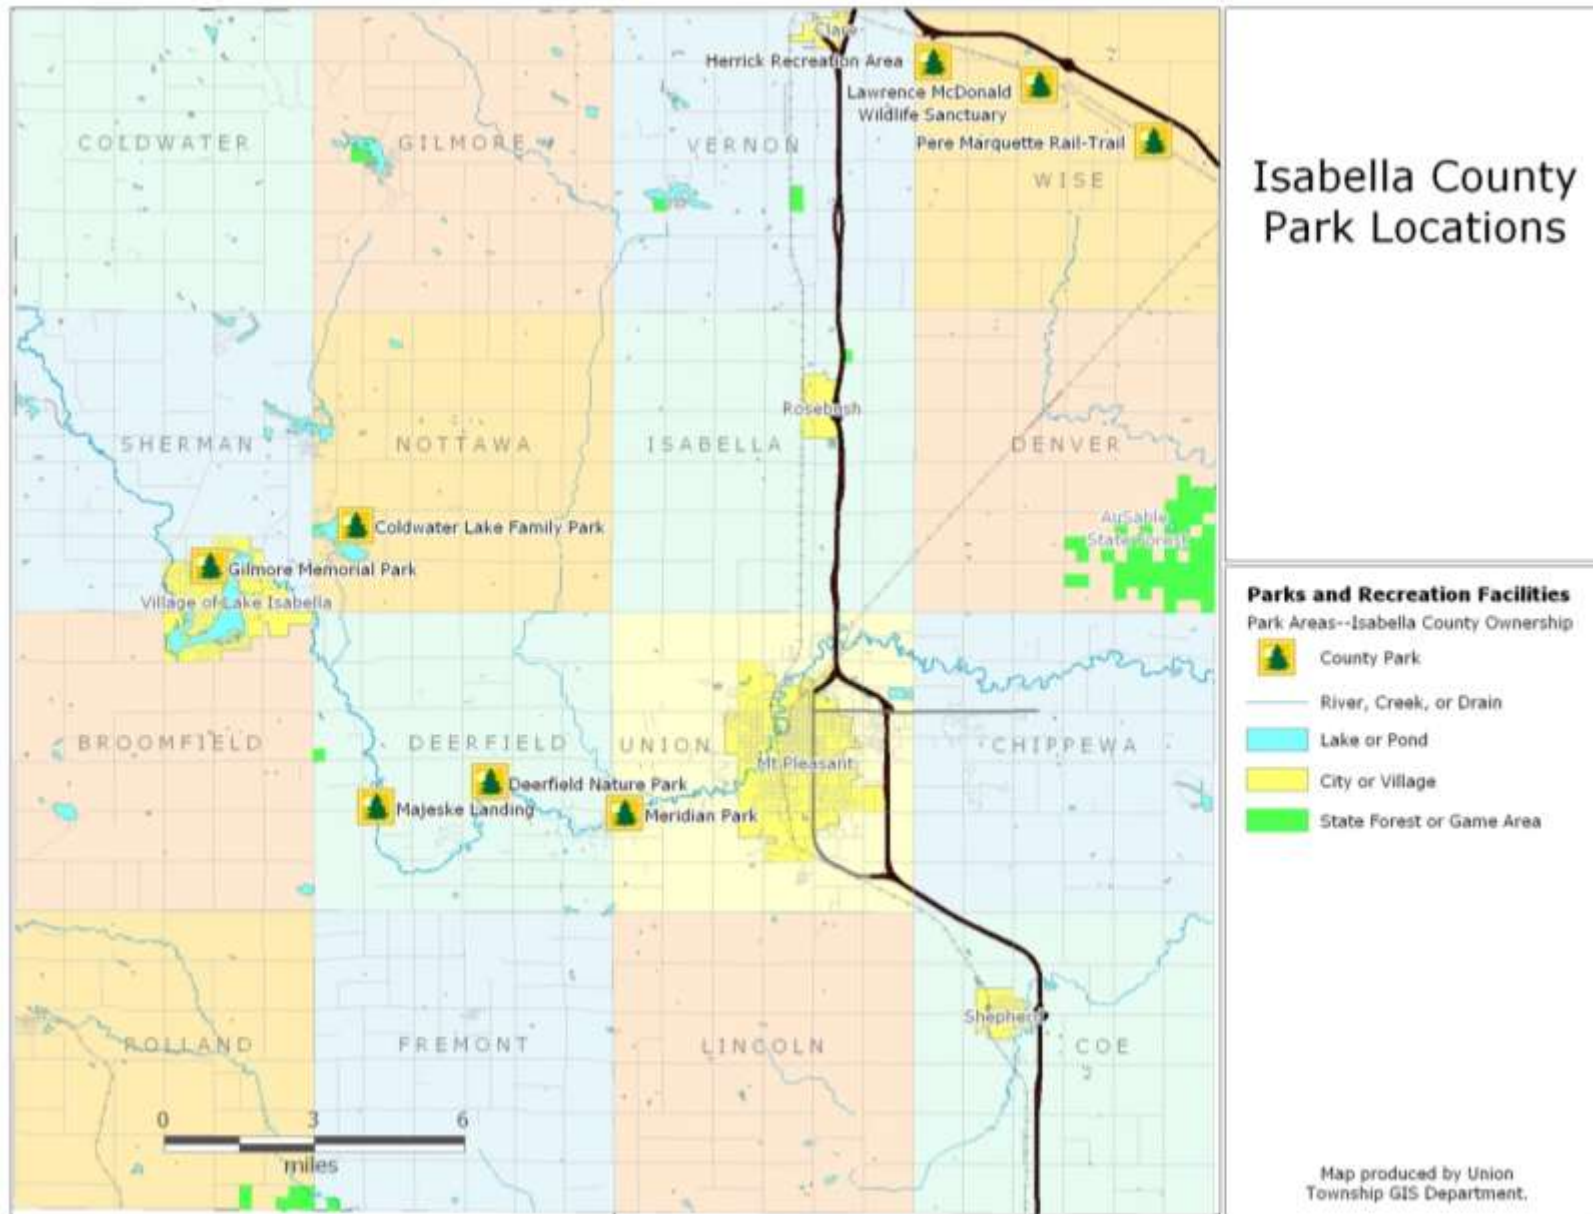 Clare
Herrick Recreation Area
Lawrence McDonald
Wildlife Sanctuary
COLDWATER
GILMORE
VERNON
Pere Marquette Rail-Trail
WISE
Isabella County
Park Locations
Rosebush
SHERMAN
NOTTAWA
ISABELLA
DENVER
Coldwater Lake Family Park
AuSable
State Forest
Gilmore Memorial Park
Village of Lake Isabella
Parks and Recreation Facilities
Park Areas--Isabella County Ownership
County Park
River, Creek, or Drain
Lake or Pond
City or Village
State Forest or Game Area
BROOMFIELD
DEERFIELD
UNION
CHIPPEWA
Mt Pleasant
Deerfield Nature Park
Majeske Landing
Meridian Park
Shepherd
ROLLAND
FREMONT
LINCOLN
COE
0 3 6
miles
Map produced by Union
Township GIS Department.